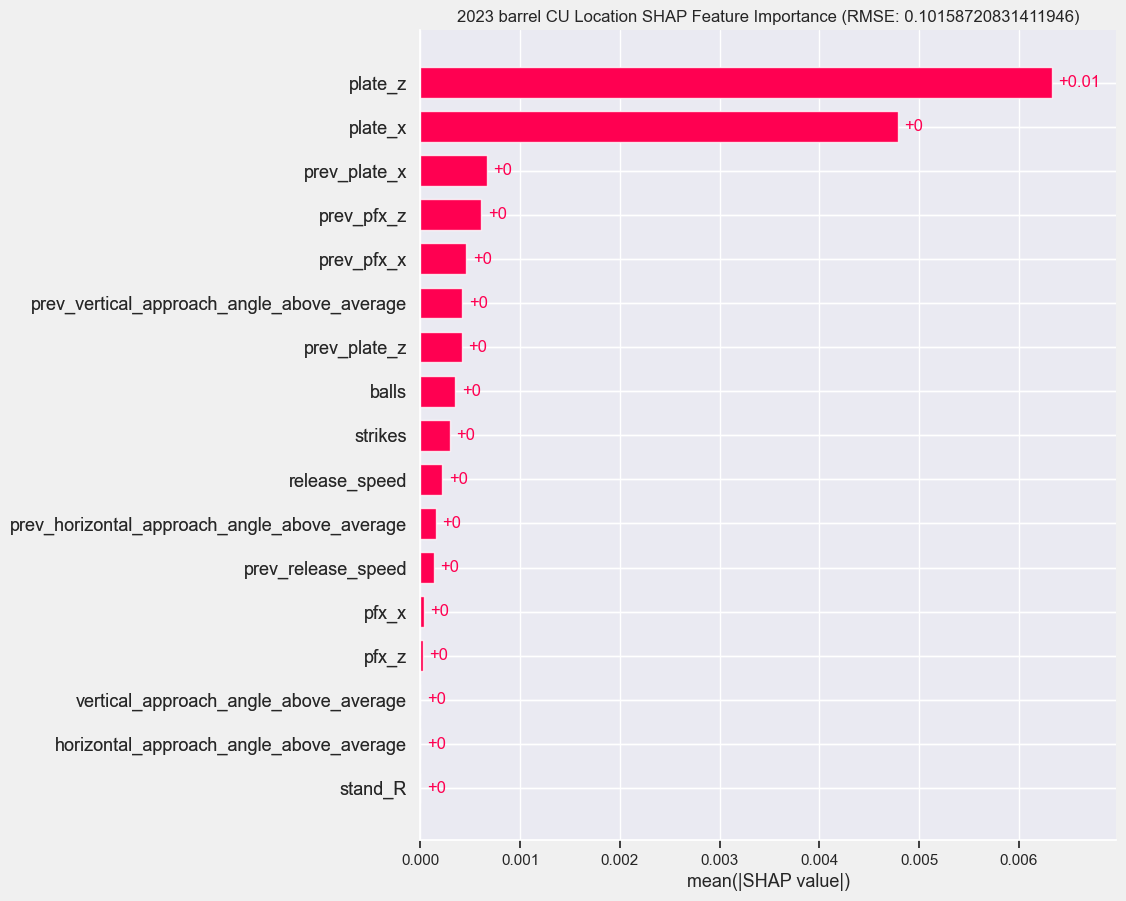 2023 barrel CU Location SHAP Feature Importance (RMSE: 0.10158720831411946)
plate_z +0.01
plate_x +0
prev_plate_x +0
prev_pfx_z +0
prev_pfx_x +0
prev_vertical_approach_angle_above_average +0
prev_plate_z +0
balls +0
strikes +0
release_speed +0
prev_horizontal_approach_angle_above_average +0
prev_release_speed +0
pfx_x +0
pfx_z +0
vertical_approach_angle_above_average +0
horizontal_approach_angle_above_average +0
stand_R +0
0.000 0.001 0.002 0.003 0.004 0.005 0.006
mean(|SHAP value|)